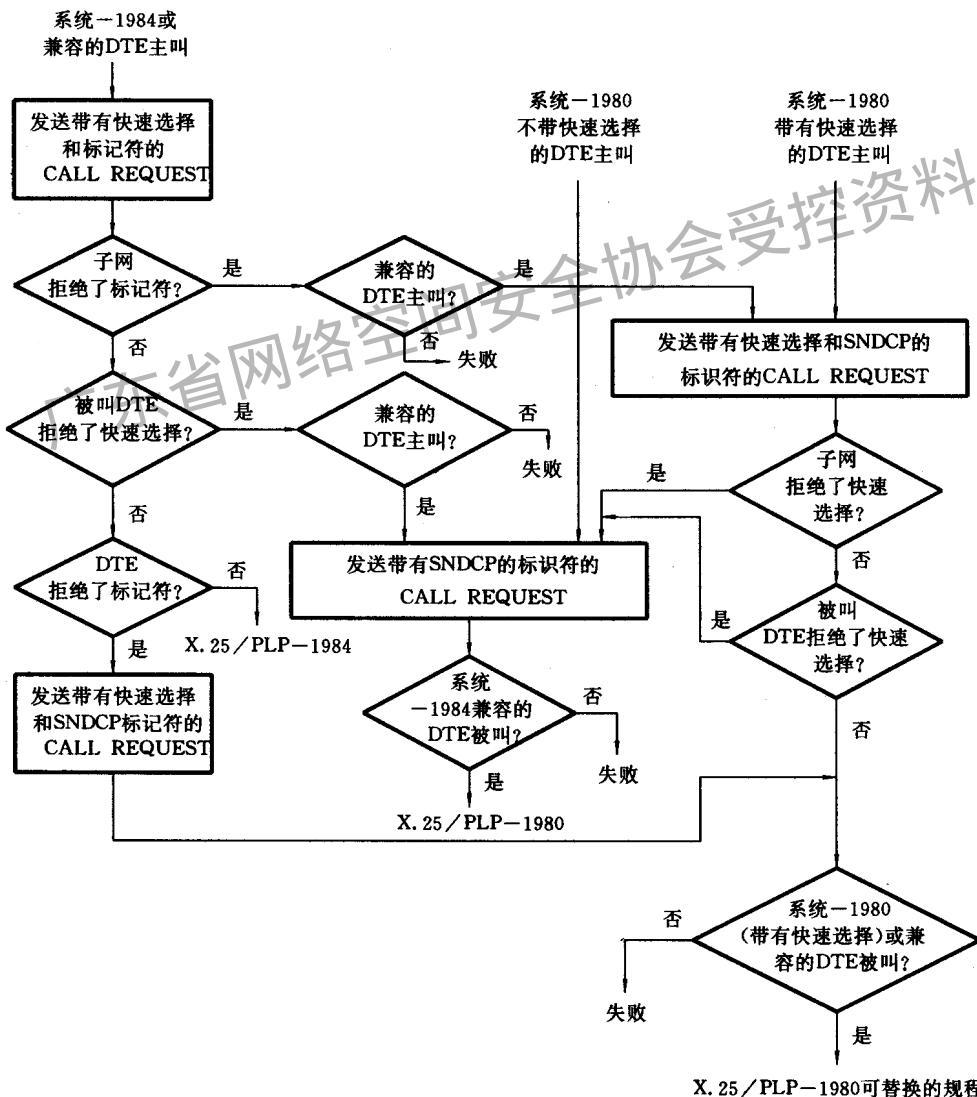 系统－1984或
兼容的DTE主叫
发送带有快速选择
和标记符的
CALL REQUEST
系统－1980
不带快速选择
的DTE主叫
系统－1980
带有快速选择
的DTE主叫
子网
拒绝了标记符?
是
兼容的
DTE主叫?
是
否
否
失败
发送带有快速选择和SNDCP的
标识符的CALL REQUEST
被叫DTE
拒绝了快速选择?
是
兼容的
DTE主叫?
否
失败
否
是
子网
拒绝了快速
选择?
是
否
DTE
拒绝了标记符?
否
X.25／PLP－1984
是
发送带有SNDCP的标识符的
CALL REQUEST
被叫
DTE拒绝了快速
选择?
是
否
发送带有快速选择
和SNDCP标记符的
CALL REQUEST
系统
－1984兼容的
DTE被叫?
否
失败
是
X.25／PLP－1980
系统－1980
(带有快速选择)或兼
容的DTE被叫?
否
失败
是
X.25／PLP－1980可替换的规程
广东省网络空间安全协会受控资料